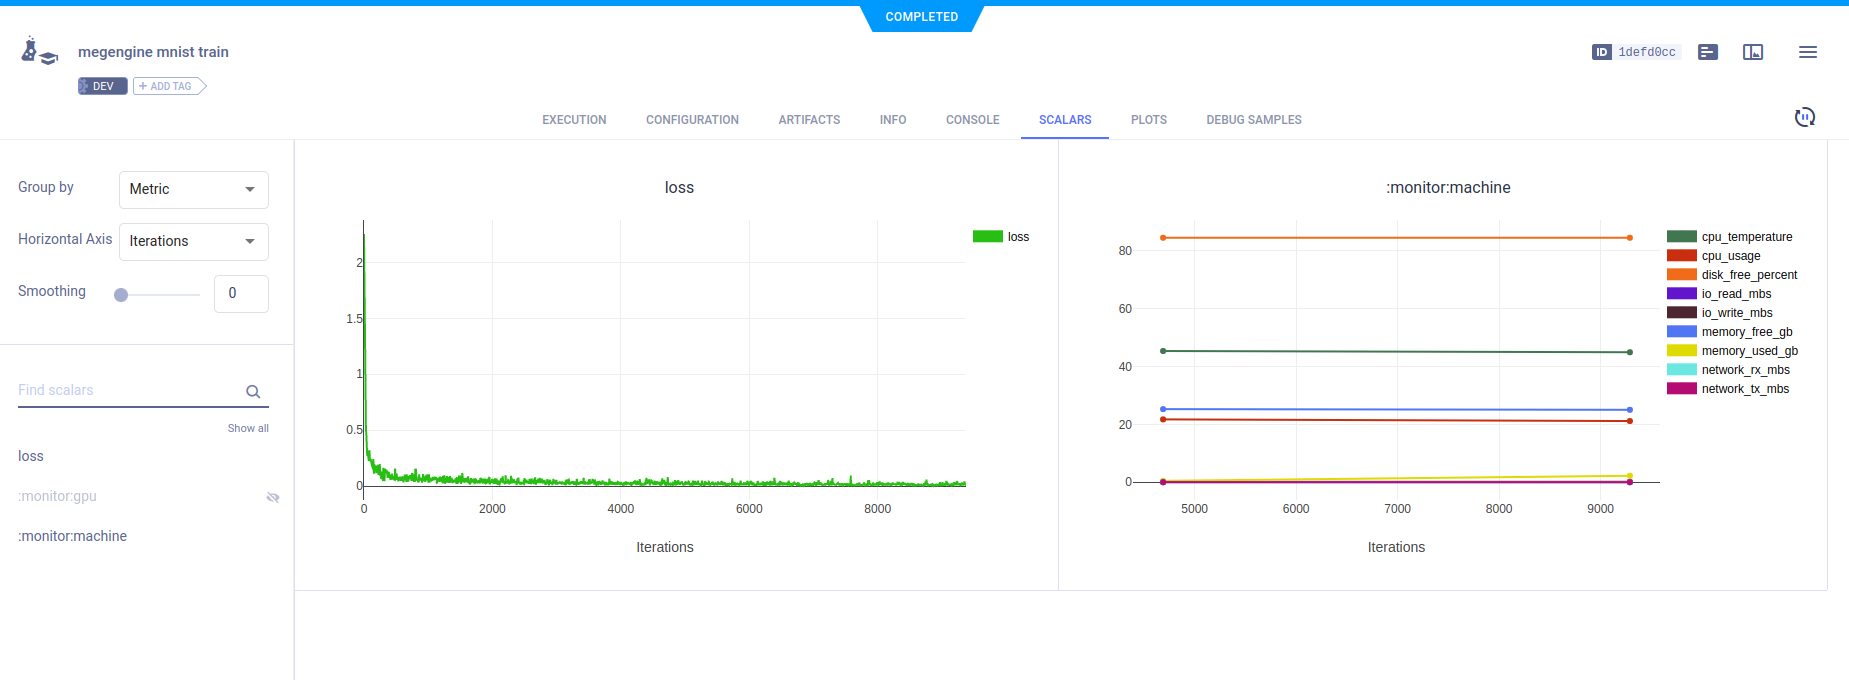 COMPLETED
megengine mnist train
ID 1defd0cc
DEV
+ ADD TAG
EXECUTION CONFIGURATION ARTIFACTS INFO CONSOLE SCALARS PLOTS DEBUG SAMPLES
Group by
Metric
Horizontal Axis
Iterations
Smoothing
0
Find scalars
Show all
loss
:monitor:gpu
:monitor:machine
loss
2
1.5
1
0.5
0
0 2000 4000 6000 8000
Iterations
loss
:monitor:machine
80
60
40
20
0
5000 6000 7000 8000 9000
Iterations
cpu_temperature
cpu_usage
disk_free_percent
io_read_mbs
io_write_mbs
memory_free_gb
memory_used_gb
network_rx_mbs
network_tx_mbs